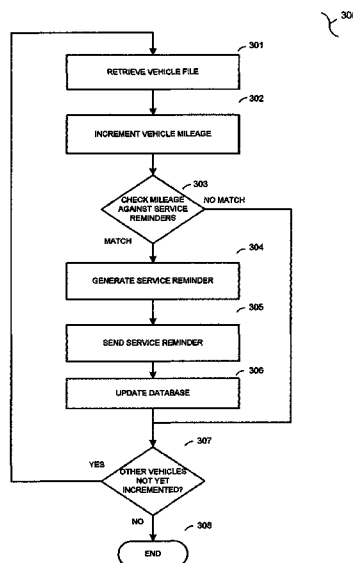 301
RETRIEVE VEHICLE FILE
302
INCREMENT VEHICLE MILEAGE
303
CHECK MILEAGE
AGAINST SERVICE
REMINDERS
NO MATCH
MATCH
304
GENERATE SERVICE REMINDER
305
SEND SERVICE REMINDER
306
UPDATE DATABASE
307
YES
OTHER VEHICLES
NOT YET
INCREMENTED?
NO
308
END